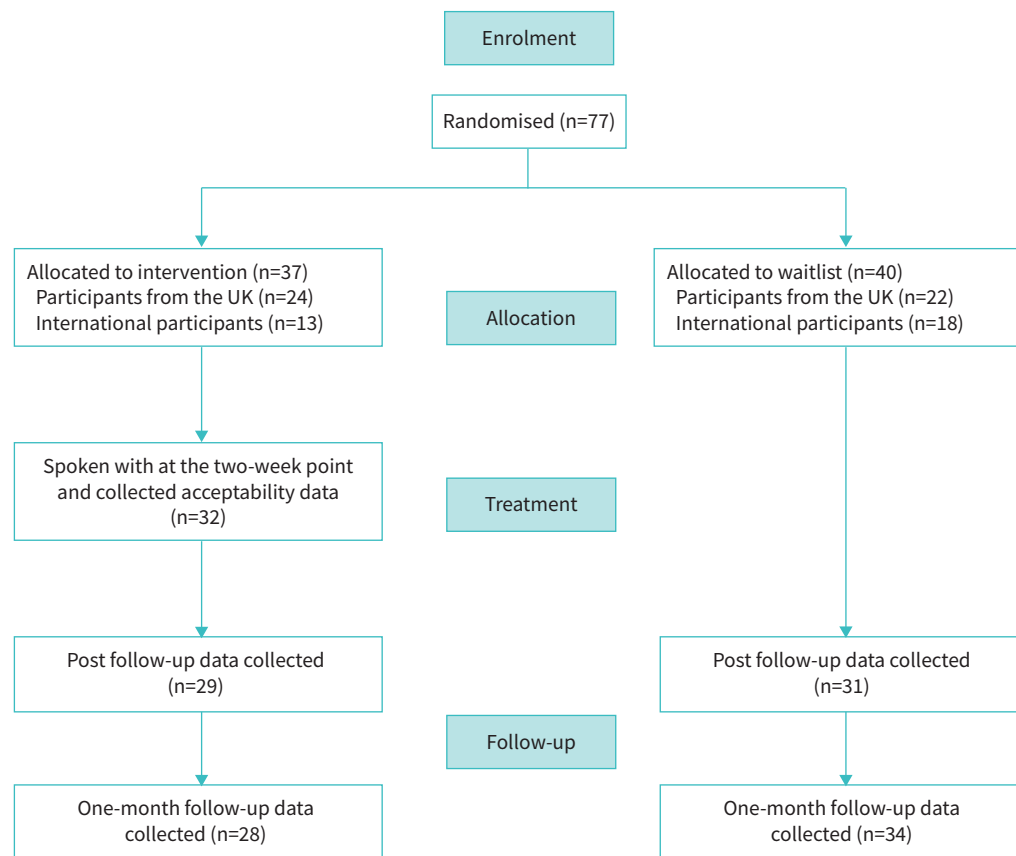 Enrolment
Randomised (n=77)
Allocated to intervention (n=37)
Participants from the UK (n=24)
International participants (n=13)
Allocation
Allocated to waitlist (n=40)
Participants from the UK (n=22)
International participants (n=18)
Spoken with at the two-week point
and collected acceptability data
(n=32)
Treatment
Post follow-up data collected
(n=29)
Post follow-up data collected
(n=31)
Follow-up
One-month follow-up data
collected (n=28)
One-month follow-up data
collected (n=34)